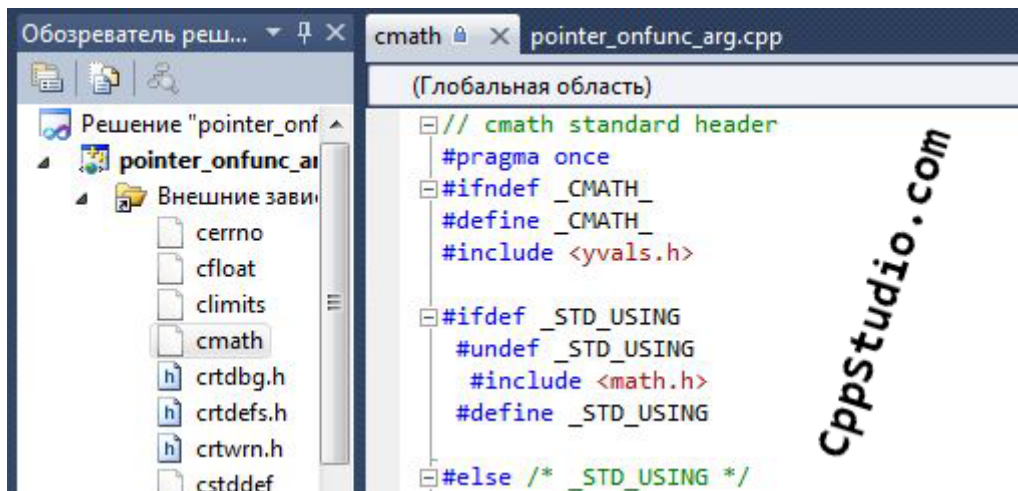 Обозреватель реш...
Решение "pointer_onf
pointer_onfunc_ar
Внешние зави
cerrno
cfloat
climits
cmath
crtdbg.h
crtdefs.h
crtwrn.h
cstddef
cmath
pointer_onfunc_arg.cpp
(Глобальная область)
// cmath standard header
#pragma once
#ifndef _CMATH_
#define _CMATH_
#include <yvals.h>
#ifdef _STD_USING
#undef _STD_USING
#include <math.h>
#define _STD_USING
#else /* _STD_USING */
Cppstudio.com